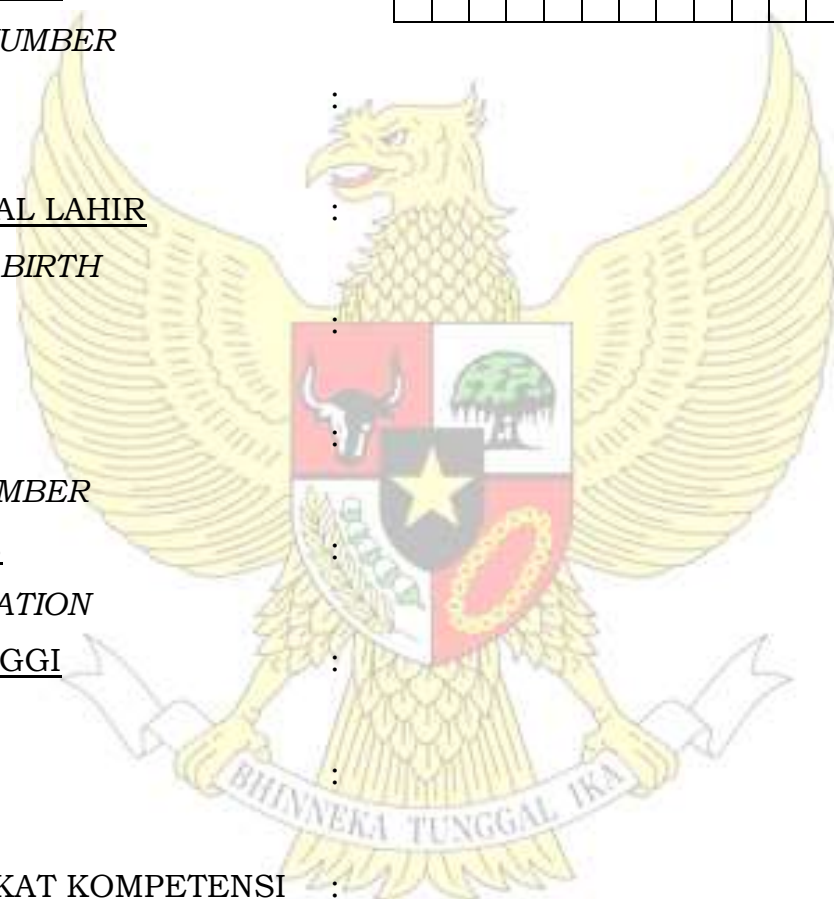 UMBER
:
AL LAHIR :
BIRTH
:
:
MBER
:
ATION
GGI :
:
BHINNEKA TUNGGAL IKA
KAT KOMPETENSI :